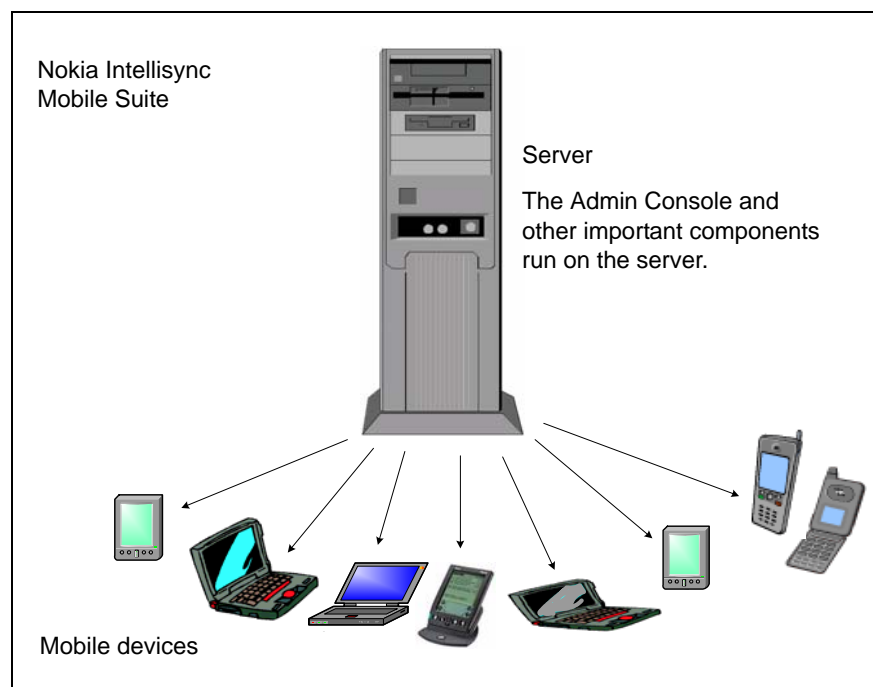 Nokia Intellisync
Mobile Suite
Server
The Admin Console and
other important components
run on the server.
Mobile devices